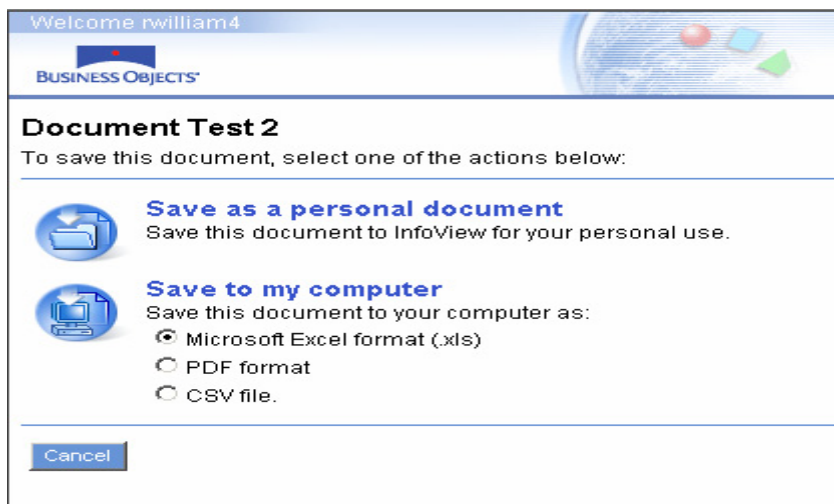 Welcome rwilliam4
BUSINESS OBJECTS
Document Test 2
To save this document, select one of the actions below:
Save as a personal document
Save this document to InfoView for your personal use.
Save to my computer
Save this document to your computer as:
Microsoft Excel format (.xls)
PDF format
CSV file.
Cancel